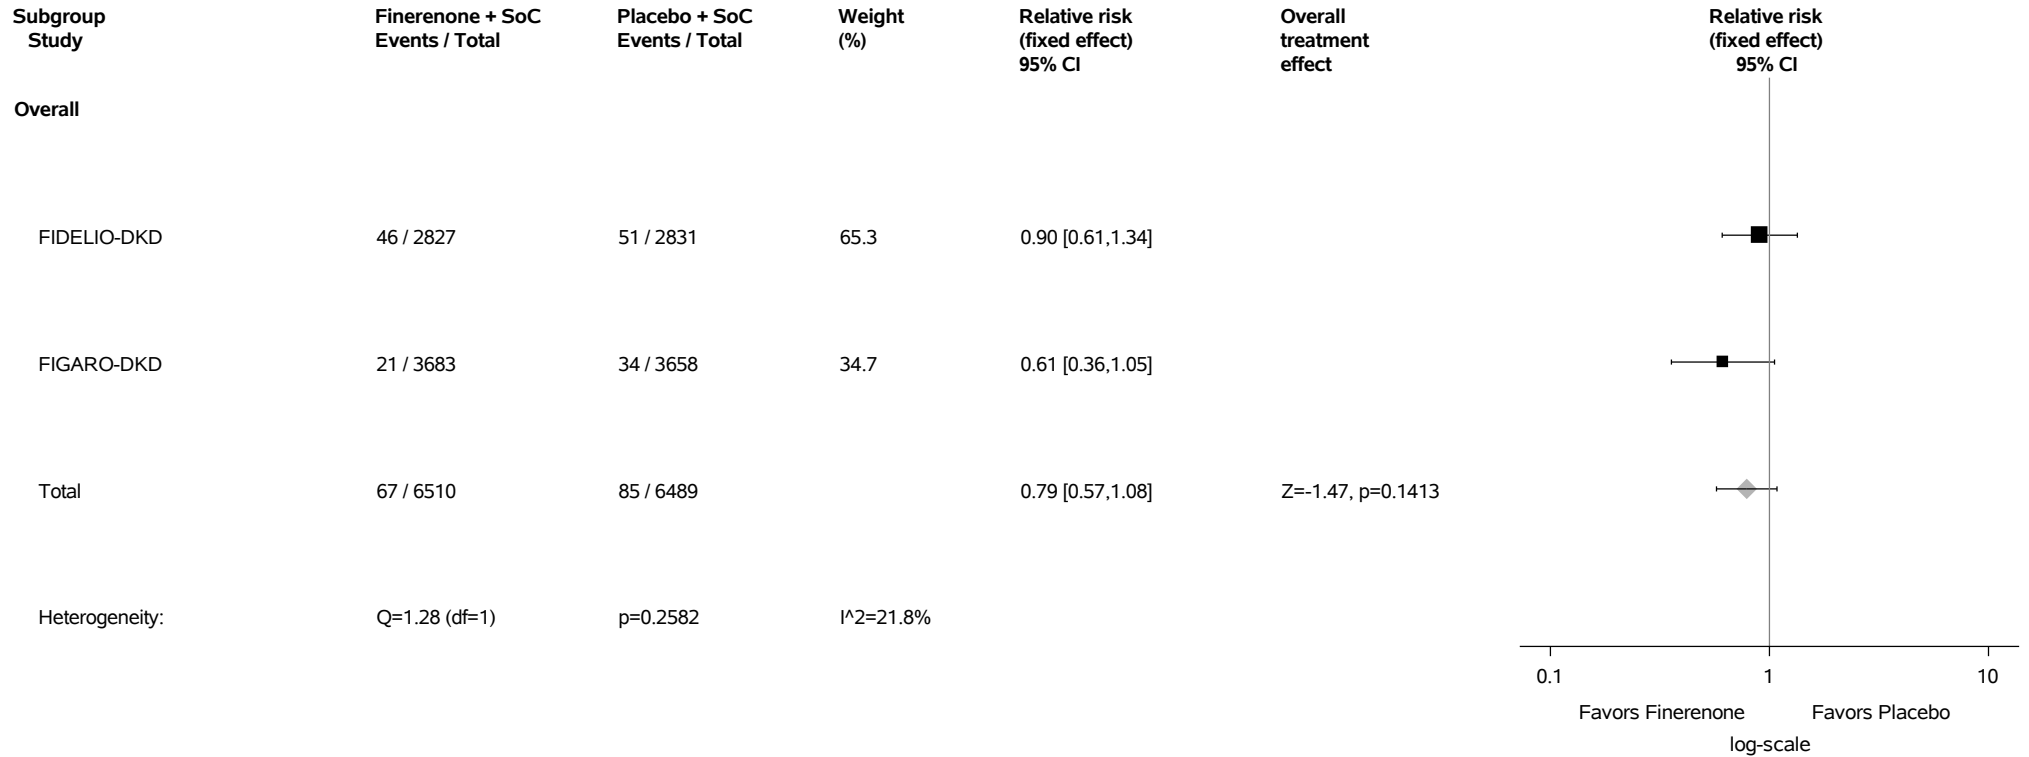 Subgroup Finerenone + SoC Placebo + SoC Weight Relative risk Overall Relative risk
Study Events / Total Events / Total (%) (fixed effect) treatment (fixed effect)
95% CI effect 95% CI
Overall
FIDELIO-DKD 46 / 2827 51 / 2831 65.3 0.90 [0.61,1.34]
FIGARO-DKD 21 / 3683 34 / 3658 34.7 0.61 [0.36,1.05]
Total 67 / 6510 85 / 6489 0.79 [0.57,1.08] Z=-1.47, p=0.1413
Heterogeneity: Q=1.28 (df=1) p=0.2582 I^2=21.8%
0.1 1 10
Favors Finerenone Favors Placebo
log-scale